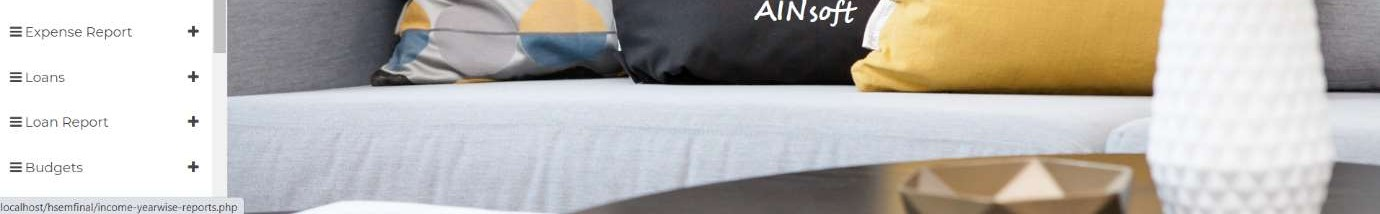 AINsoft
Expense Report
Loans
Loan Report
Budgets
localhost/hsemfinal/income-yearwise-reports.php